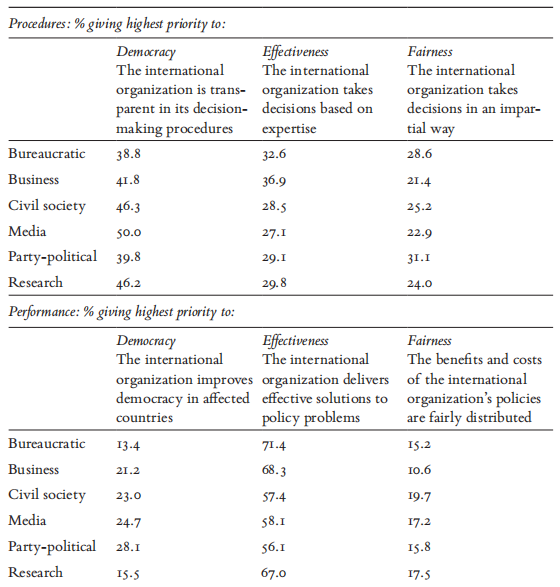 Procedures: % giving highest priority to:
Democracy Effectiveness Fairness
The international The international The international
organization is trans- organization takes organization takes
parent in its decision- decisions based on decisions in an impar-
making procedures expertise tial way
Bureaucratic 38.8 32.6 28.6
Business 41.8 36.9 21.4
Civil society 46.3 28.5 25.2
Media 50.0 27.1 22.9
Party-political 39.8 29.1 31.1
Research 46.2 29.8 24.0
Performance: % giving highest priority to:
Democracy Effectiveness Fairness
The international The international The benefits and costs
organization improves organization delivers of the international
democracy in affected effective solutions to organization’s policies
countries policy problems are fairly distributed
Bureaucratic 13.4 71.4 15.2
Business 21.2 68.3 10.6
Civil society 23.0 57.4 19.7
Media 24.7 58.1 17.2
Party-political 28.1 56.1 15.8
Research 15.5 67.0 17.5